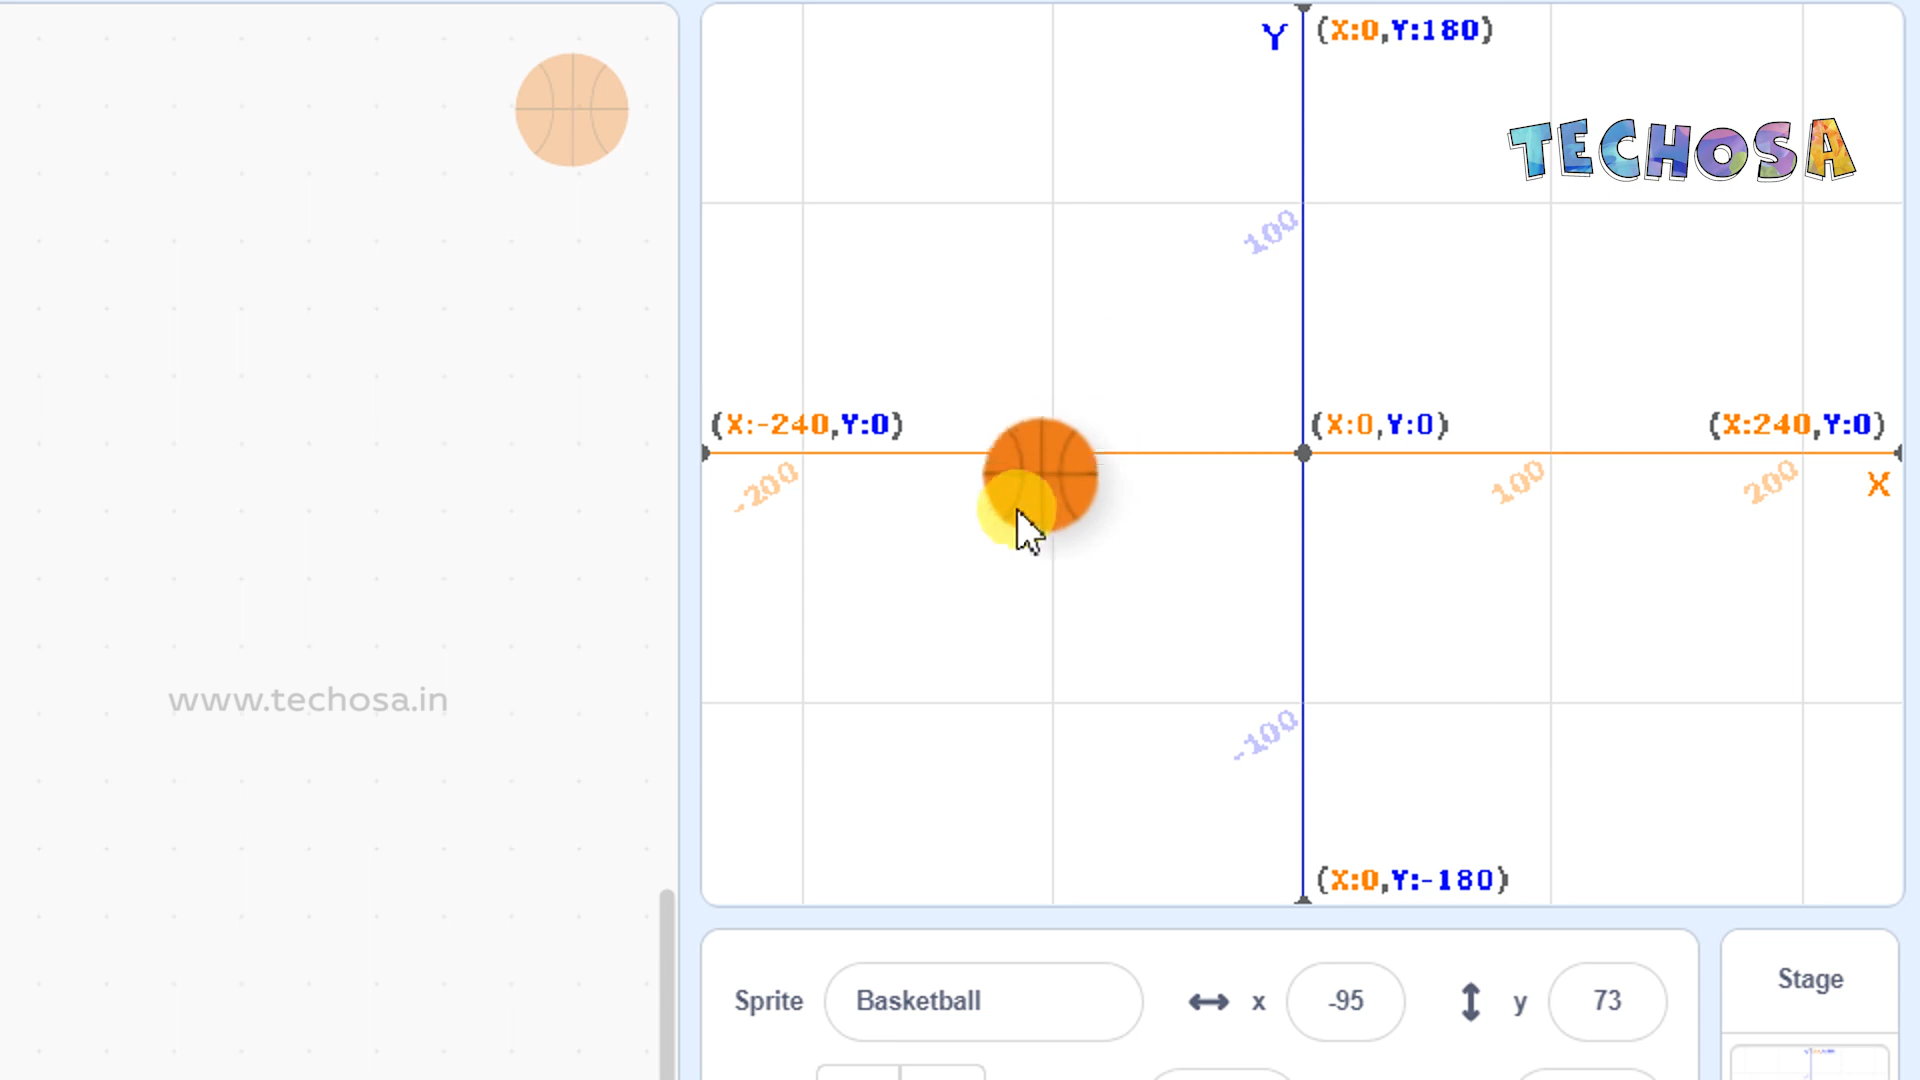 Y
(X:0,Y:180)
TECHOSA
100
(X:-240,Y:0)
(X:0,Y:0)
(X:240,Y:0)
-200
100
200
X
www.techosa.in
-100
(X:0,Y:-180)
Sprite Basketball x -95 y 73
Stage